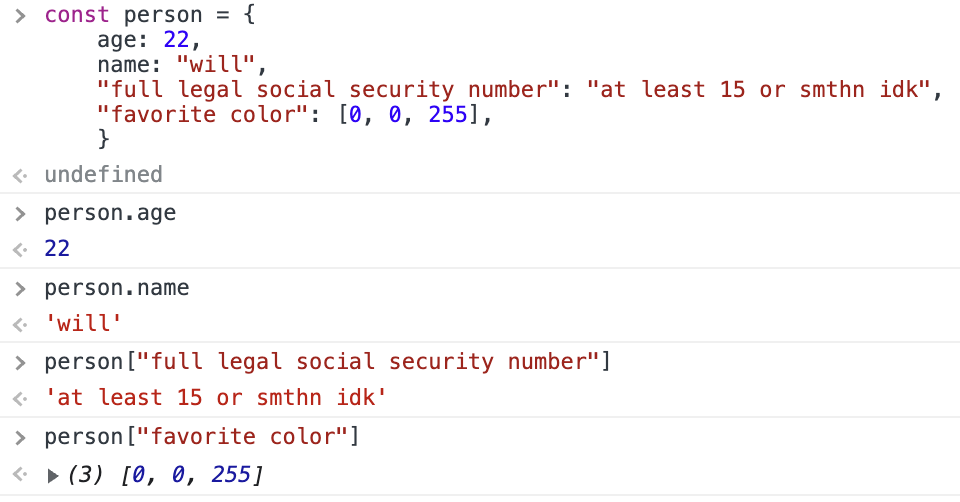 > const person = {
age: 22,
name: "will",
"full legal social security number": "at least 15 or smthn idk",
"favorite color": [0, 0, 255],
}
undefined
> person.age
22
> person.name
'will'
> person["full legal social security number"]
'at least 15 or smthn idk'
> person["favorite color"]
▶(3) [0, 0, 255]